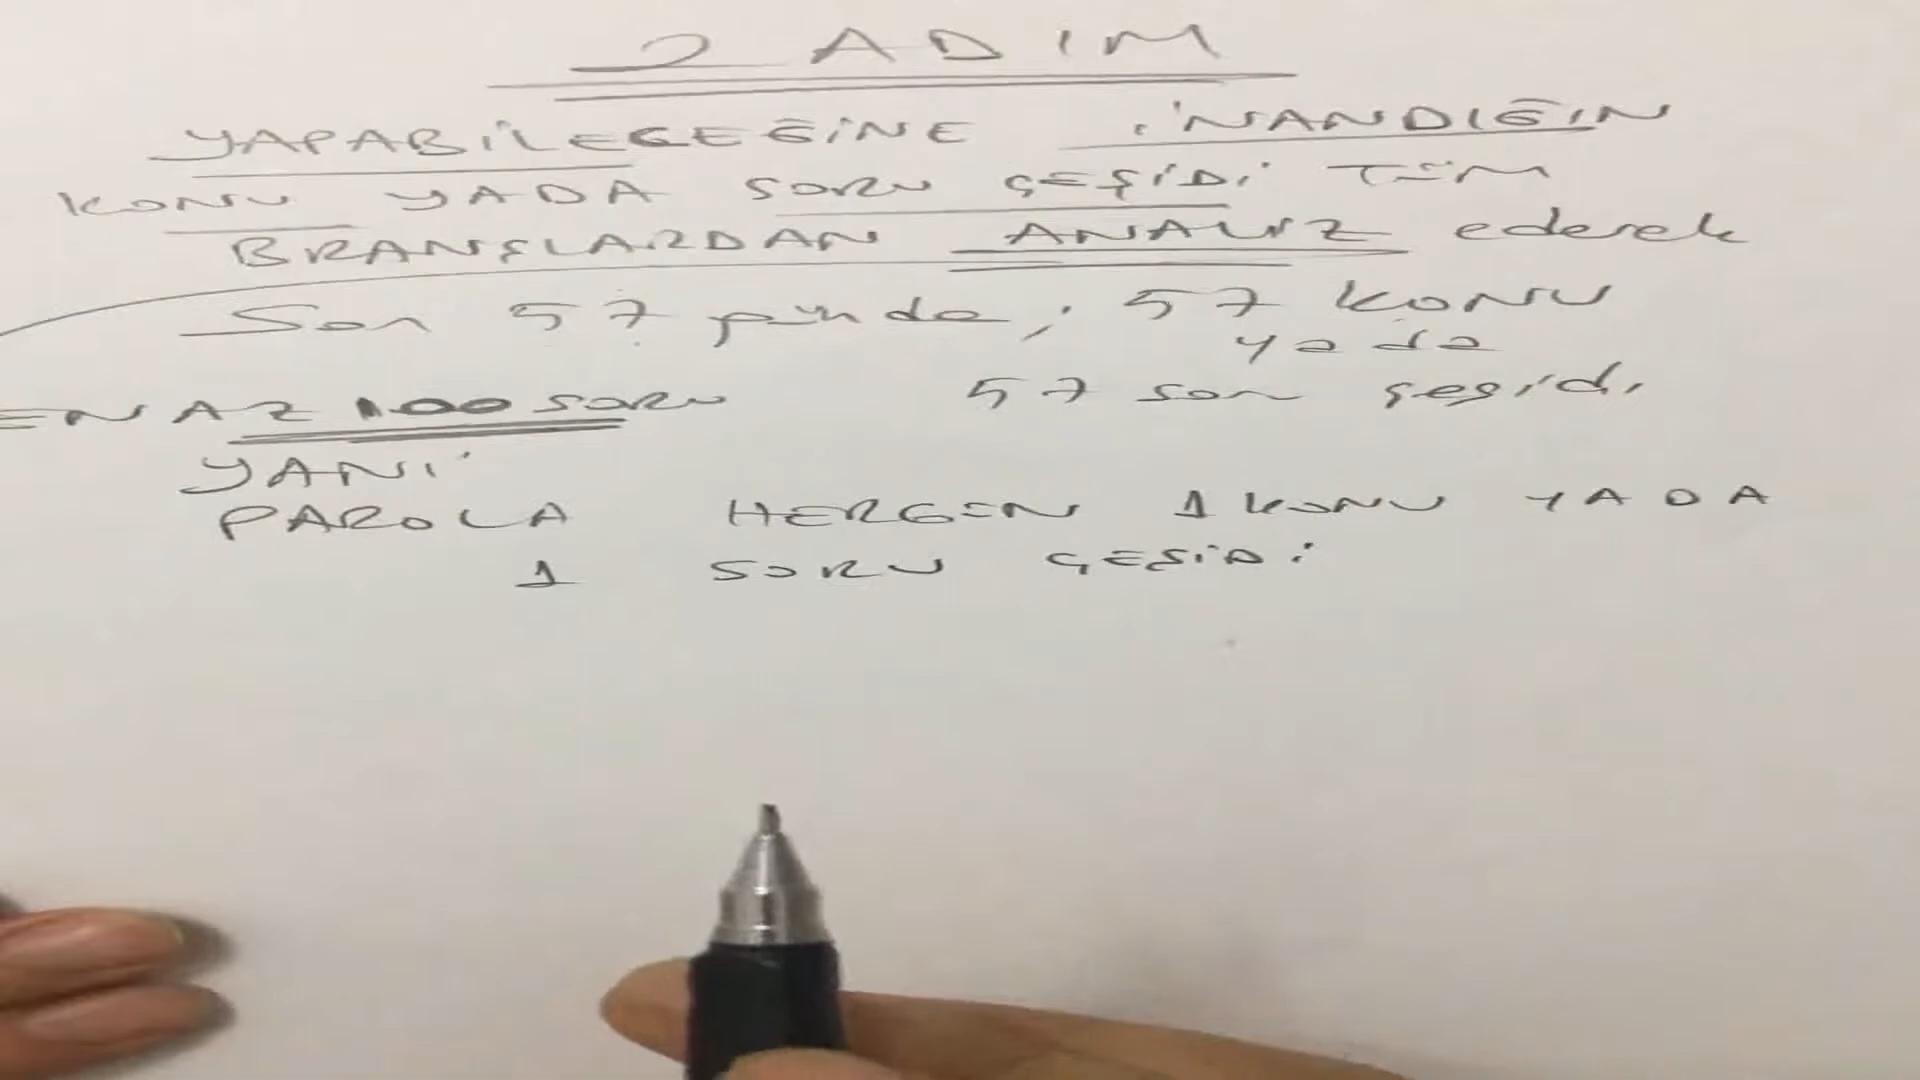 2 ADIM
YAPABİLECEĞİNE İNANDIĞIN
KONU YADA SORU ÇEŞİDİ TÜM
BRANŞLARDAN ANALİZ ederek
Son 57 günde, 57 KONU
yada
EN AZ 100 SORU 57 soru çeşidi
YANİ
PAROLA HERGÜN 1 KONU YADA
1 SORU ÇEŞİDİ